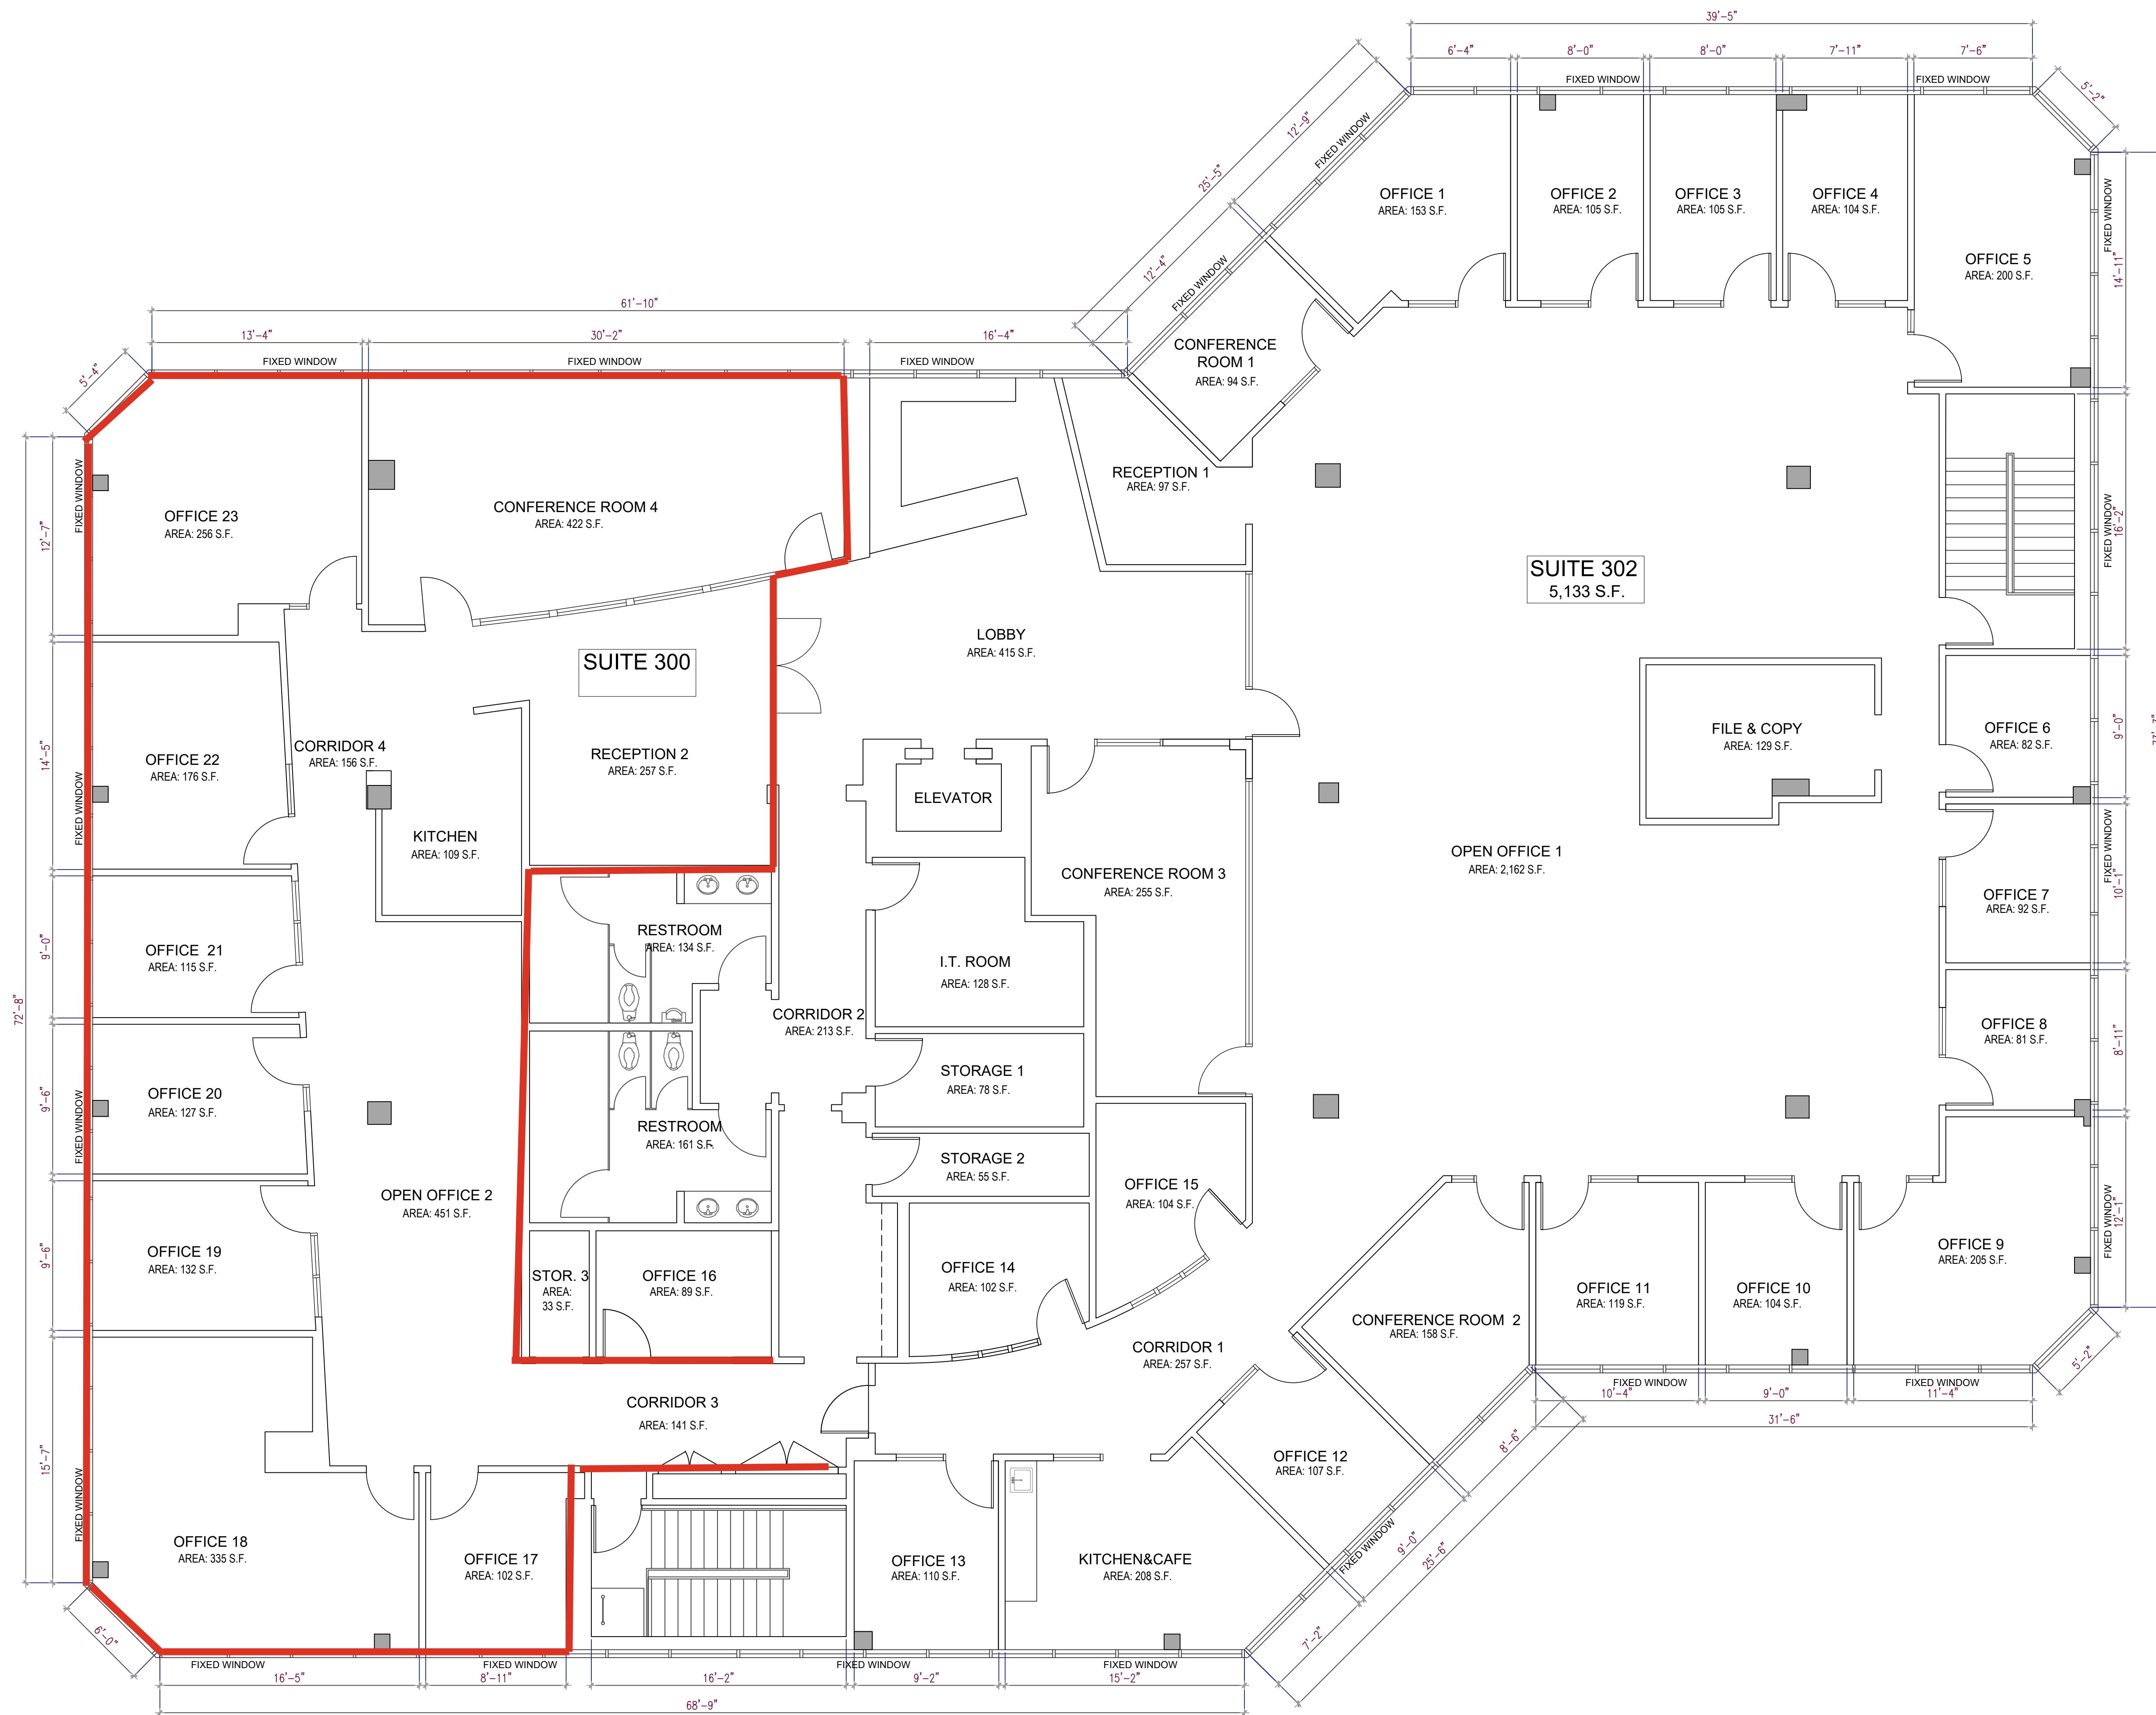 39'-5"
6'-4"
8'-0"
8'-0"
7'-11"
7'-6"
FIXED WINDOW
FIXED WINDOW
5'-2"
12'-9"
25'-5"
FIXED WINDOW
12'-4"
FIXED WINDOW
OFFICE 1
AREA: 153 S.F.
OFFICE 2
AREA: 105 S.F.
OFFICE 3
AREA: 105 S.F.
OFFICE 4
AREA: 104 S.F.
OFFICE 5
AREA: 200 S.F.
FIXED WINDOW
14'-11"
61'-10"
13'-4"
30'-2"
16'-4"
FIXED WINDOW
FIXED WINDOW
FIXED WINDOW
5'-4"
CONFERENCE
ROOM 1
AREA: 94 S.F.
RECEPTION 1
AREA: 97 S.F.
FIXED WINDOW
12'-7"
OFFICE 23
AREA: 256 S.F.
CONFERENCE ROOM 4
AREA: 422 S.F.
SUITE 302
5,133 S.F.
FIXED WINDOW
16'-2"
LOBBY
AREA: 415 S.F.
SUITE 300
CORRIDOR 4
AREA: 156 S.F.
RECEPTION 2
AREA: 257 S.F.
OFFICE 22
AREA: 176 S.F.
14'-5"
FIXED WINDOW
FILE & COPY
AREA: 129 S.F.
OFFICE 6
AREA: 82 S.F.
9'-0"
ELEVATOR
KITCHEN
AREA: 109 S.F.
CONFERENCE ROOM 3
AREA: 255 S.F.
OPEN OFFICE 1
AREA: 2,162 S.F.
FIXED WINDOW
OFFICE 7
AREA: 92 S.F.
10'-1"
OFFICE  21
AREA: 115 S.F.
9'-0"
RESTROOM
AREA: 134 S.F.
I.T. ROOM
AREA: 128 S.F.
72'-8"
CORRIDOR 2
AREA: 213 S.F.
OFFICE 8
AREA: 81 S.F.
8'-11"
OFFICE 20
AREA: 127 S.F.
9'-6"
FIXED WINDOW
STORAGE 1
AREA: 78 S.F.
RESTROOM
AREA: 161 S.F.
STORAGE 2
AREA: 55 S.F.
OPEN OFFICE 2
AREA: 451 S.F.
OFFICE 15
AREA: 104 S.F.
FIXED WINDOW
12'-1"
OFFICE 9
AREA: 205 S.F.
OFFICE 19
AREA: 132 S.F.
9'-6"
STOR. 3
AREA:
33 S.F.
OFFICE 16
AREA: 89 S.F.
OFFICE 14
AREA: 102 S.F.
OFFICE 11
AREA: 119 S.F.
OFFICE 10
AREA: 104 S.F.
CONFERENCE ROOM  2
AREA: 158 S.F.
CORRIDOR 1
AREA: 257 S.F.
5'-2"
FIXED WINDOW
FIXED WINDOW
10'-4"
9'-0"
11'-4"
31'-6"
CORRIDOR 3
AREA: 141 S.F.
15'-7"
FIXED WINDOW
OFFICE 12
AREA: 107 S.F.
8'-6"
OFFICE 18
AREA: 335 S.F.
OFFICE 17
AREA: 102 S.F.
OFFICE 13
AREA: 110 S.F.
KITCHEN&CAFE
AREA: 208 S.F.
FIXED WINDOW
9'-0"
25'-6"
7'-2"
6'-0"
FIXED WINDOW
FIXED WINDOW
FIXED WINDOW
FIXED WINDOW
16'-5"
8'-11"
16'-2"
9'-2"
15'-2"
68'-9"